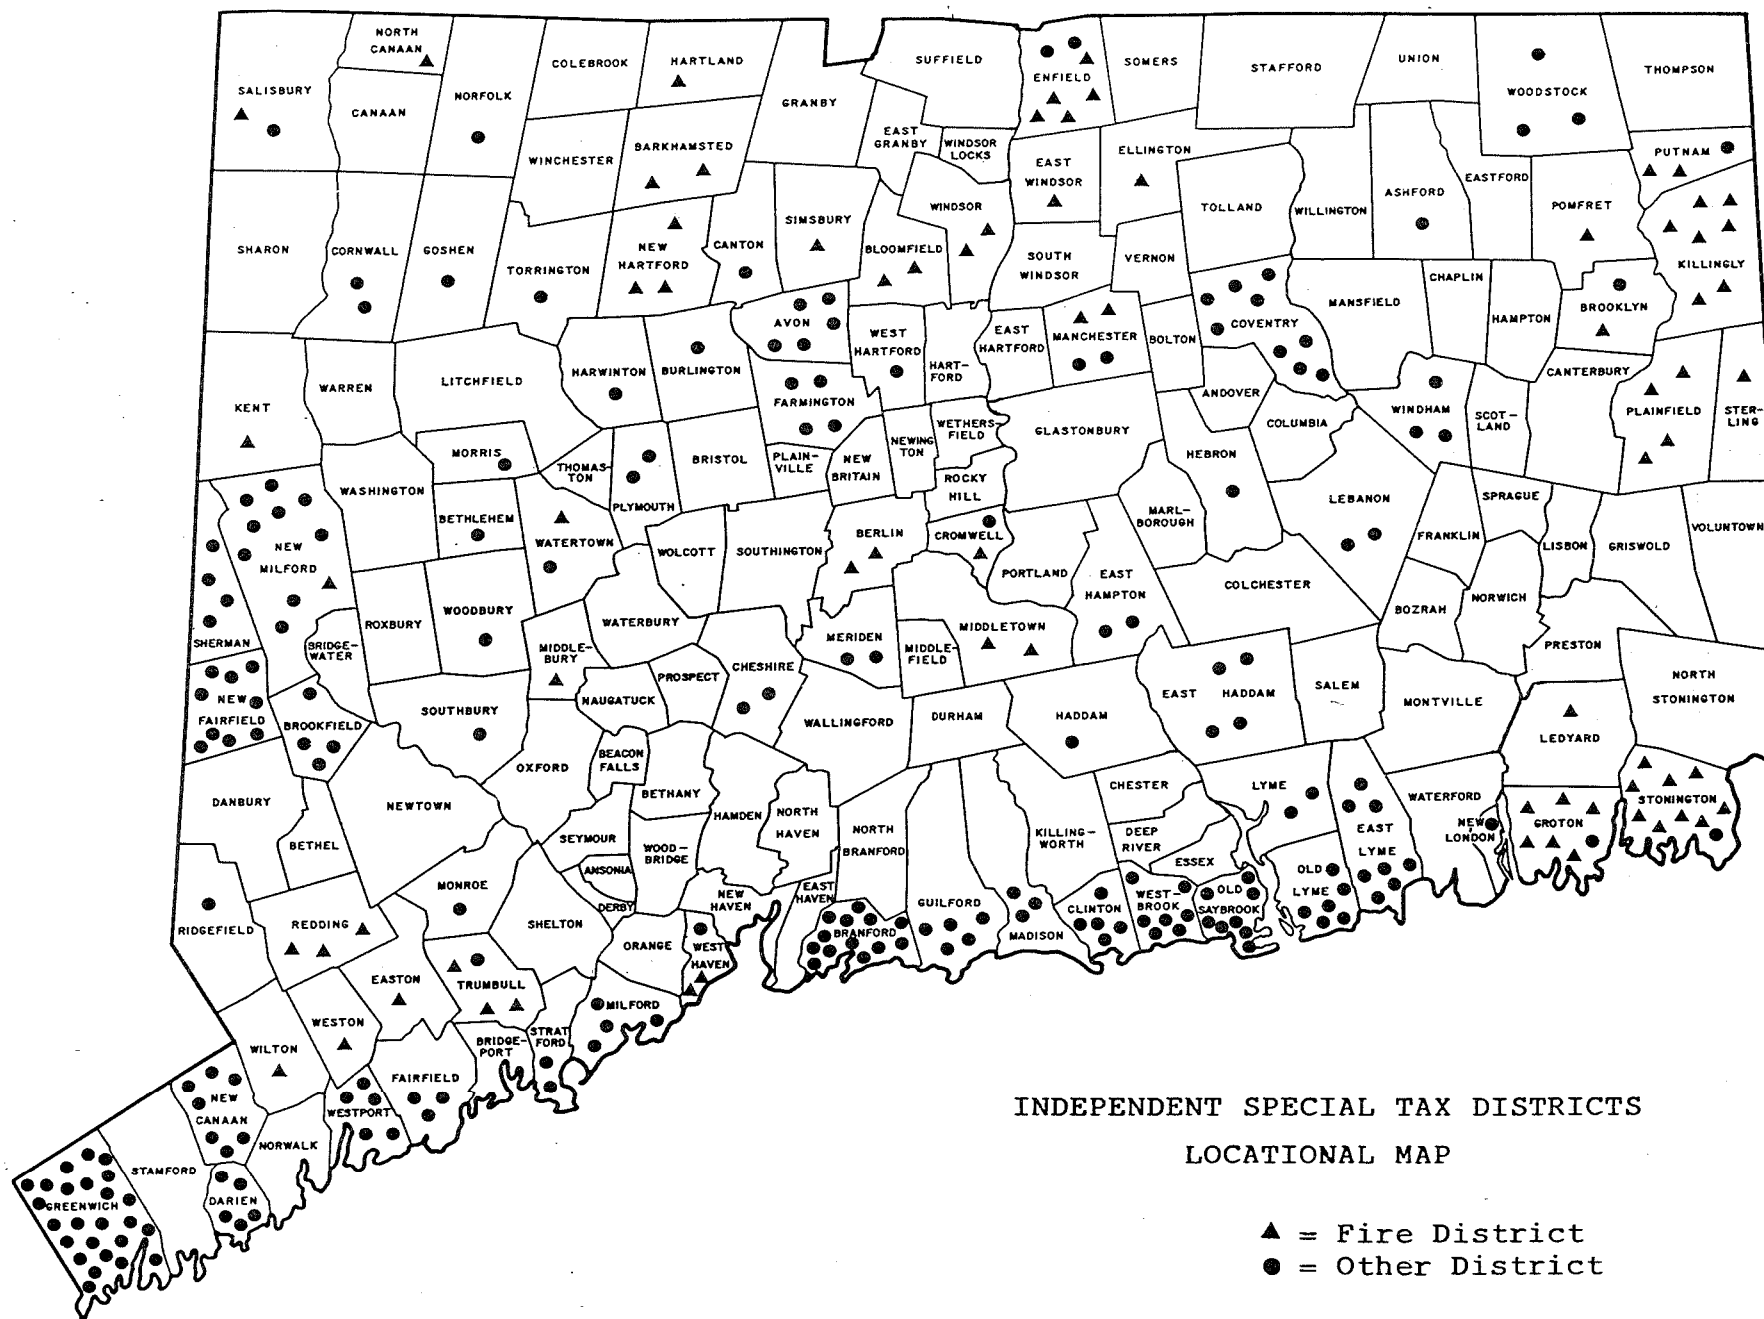 NORTH
CANAAN
COLEBROOK
HARTLAND
SUFFIELD
ENFIELD
SOMERS
STAFFORD
UNION
WOODSTOCK
THOMPSON
SALISBURY
CANAAN
NORFOLK
GRANBY
EAST
GRANBY
WINDSOR
LOCKS
WINCHESTER
BARKHAMSTED
EAST
WINDSOR
ELLINGTON
PUTNAM
SHARON
CORNWALL
GOSHEN
TORRINGTON
NEW
HARTFORD
CANTON
SIMSBURY
BLOOMFIELD
WINDSOR
SOUTH
WINDSOR
VERNON
TOLLAND
WILLINGTON
ASHFORD
EASTFORD
POMFRET
KILLINGLY
AVON
WEST
HARTFORD
HART-
FORD
EAST
HARTFORD
MANCHESTER
BOLTON
COVENTRY
MANSFIELD
CHAPLIN
HAMPTON
BROOKLYN
KENT
WARREN
LITCHFIELD
HARWINTON
BURLINGTON
FARMINGTON
ANDOVER
COLUMBIA
WINDHAM
SCOT-
LAND
CANTERBURY
PLAINFIELD
STER-
LING
MORRIS
THOMAS-
TON
PLYMOUTH
BRISTOL
PLAIN-
VILLE
NEW
BRITAIN
NEWING
TON
WETHERS-
FIELD
ROCKY
HILL
GLASTONBURY
HEBRON
MARL-
BOROUGH
LEBANON
FRANKLIN
SPRAGUE
LISBON
GRISWOLD
VOLUNTOWN
WASHINGTON
BETHLEHEM
WATERTOWN
NEW
MILFORD
WOLCOTT
SOUTHINGTON
BERLIN
CROMWELL
PORTLAND
EAST
HAMPTON
COLCHESTER
BOZRAH
NORWICH
PRESTON
NORTH
STONINGTON
SHERMAN
BRIDGE-
WATER
ROXBURY
WOODBURY
MIDDLE-
BURY
WATERBURY
NAUGATUCK
PROSPECT
CHESHIRE
MERIDEN
MIDDLE-
FIELD
MIDDLETOWN
NEW
FAIRFIELD
BROOKFIELD
SOUTHBURY
OXFORD
BEACON
FALLS
BETHANY
WALLINGFORD
DURHAM
HADDAM
EAST HADDAM
SALEM
MONTVILLE
LEDYARD
DANBURY
BETHEL
NEWTOWN
SEYMOUR
WOOD-
BRIDGE
HAMDEN
NORTH
HAVEN
NORTH
BRANFORD
KILLING-
WORTH
CHESTER
DEEP
RIVER
ESSEX
LYME
EAST
LYME
WATERFORD
NEW
LONDON
GROTON
STONINGTON
RIDGEFIELD
REDDING
MONROE
SHELTON
ANSONIA
DERBY
ORANGE
NEW
HAVEN
WEST
HAVEN
EAST
HAVEN
BRANFORD
GUILFORD
MADISON
CLINTON
WEST-
BROOK
OLD
SAYBROOK
OLD
LYME
EASTON
TRUMBULL
WESTON
WILTON
BRIDGE-
PORT
STRAT
FORD
MILFORD
FAIRFIELD
WESTPORT
NEW
CANAAN
NORWALK
STAMFORD
DARIEN
GREENWICH
INDEPENDENT SPECIAL TAX DISTRICTS
LOCATIONAL MAP
= Fire District
= Other District